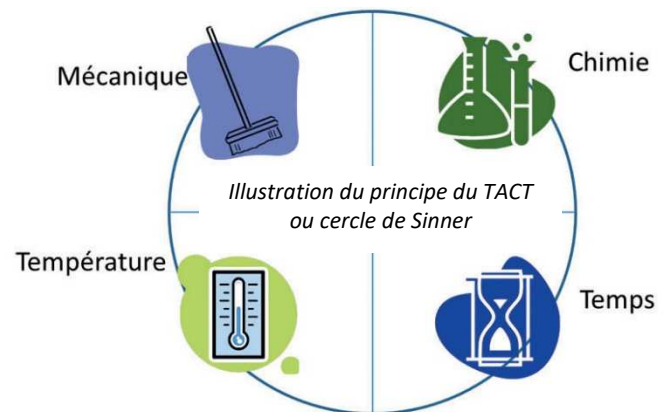 Mécanique
Chimie
Illustration du principe du TACT
ou cercle de Sinner
Température
Temps